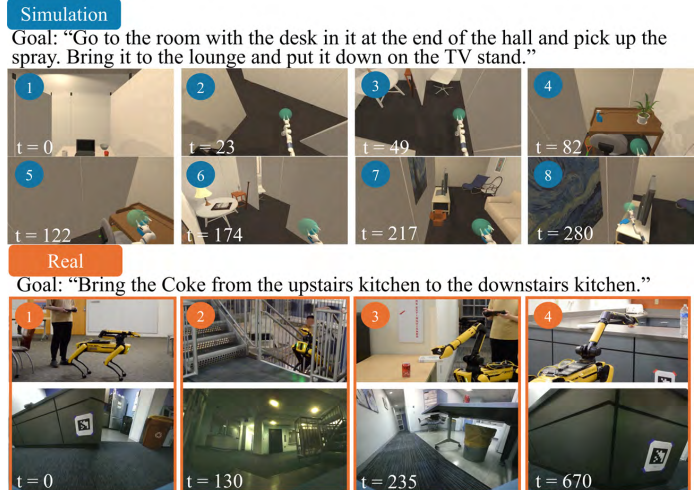 Simulation
Goal: “Go to the room with the desk in it at the end of the hall and pick up the
spray. Bring it to the lounge and put it down on the TV stand.”
1
t = 0
2
t = 23
3
t = 49
4
t = 82
5
t = 122
6
t = 174
7
t = 217
8
t = 280
Real
Goal: “Bring the Coke from the upstairs kitchen to the downstairs kitchen.”
1
2
3
4
t = 0
t = 130
t = 235
t = 670